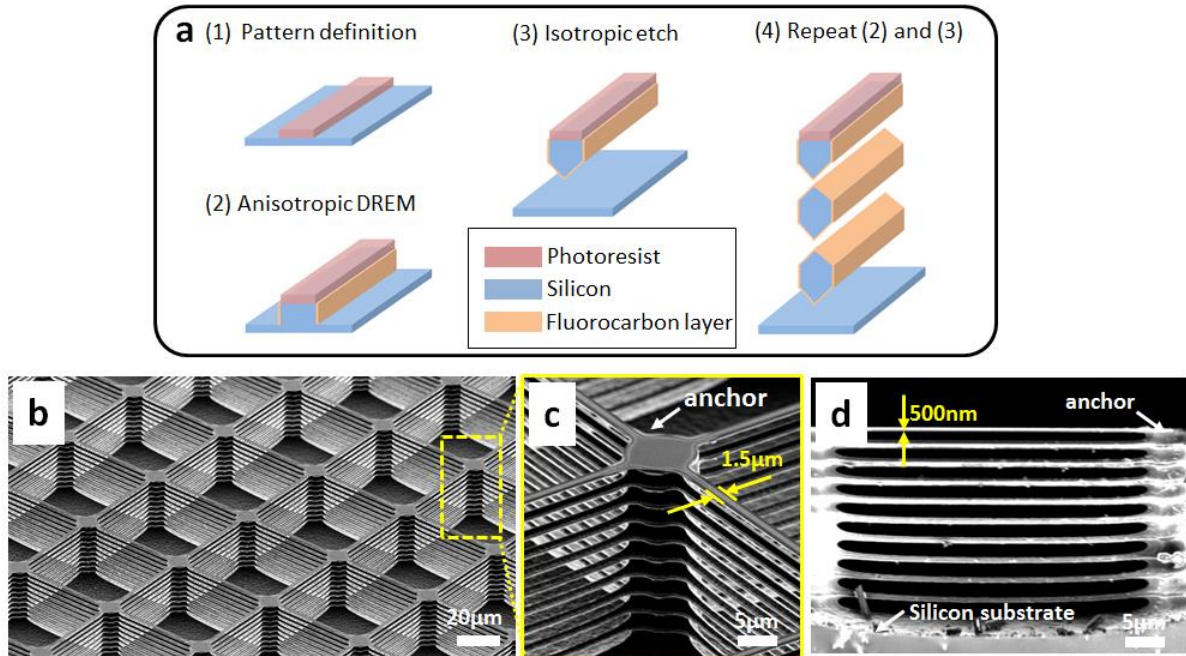 a
(1) Pattern definition
(3) Isotropic etch
(4) Repeat (2) and (3)
(2) Anisotropic DREM
Photoresist
Silicon
Fluorocarbon layer
b
20μm
c
anchor
1.5μm
5μm
d
500nm
anchor
Silicon substrate
5μm